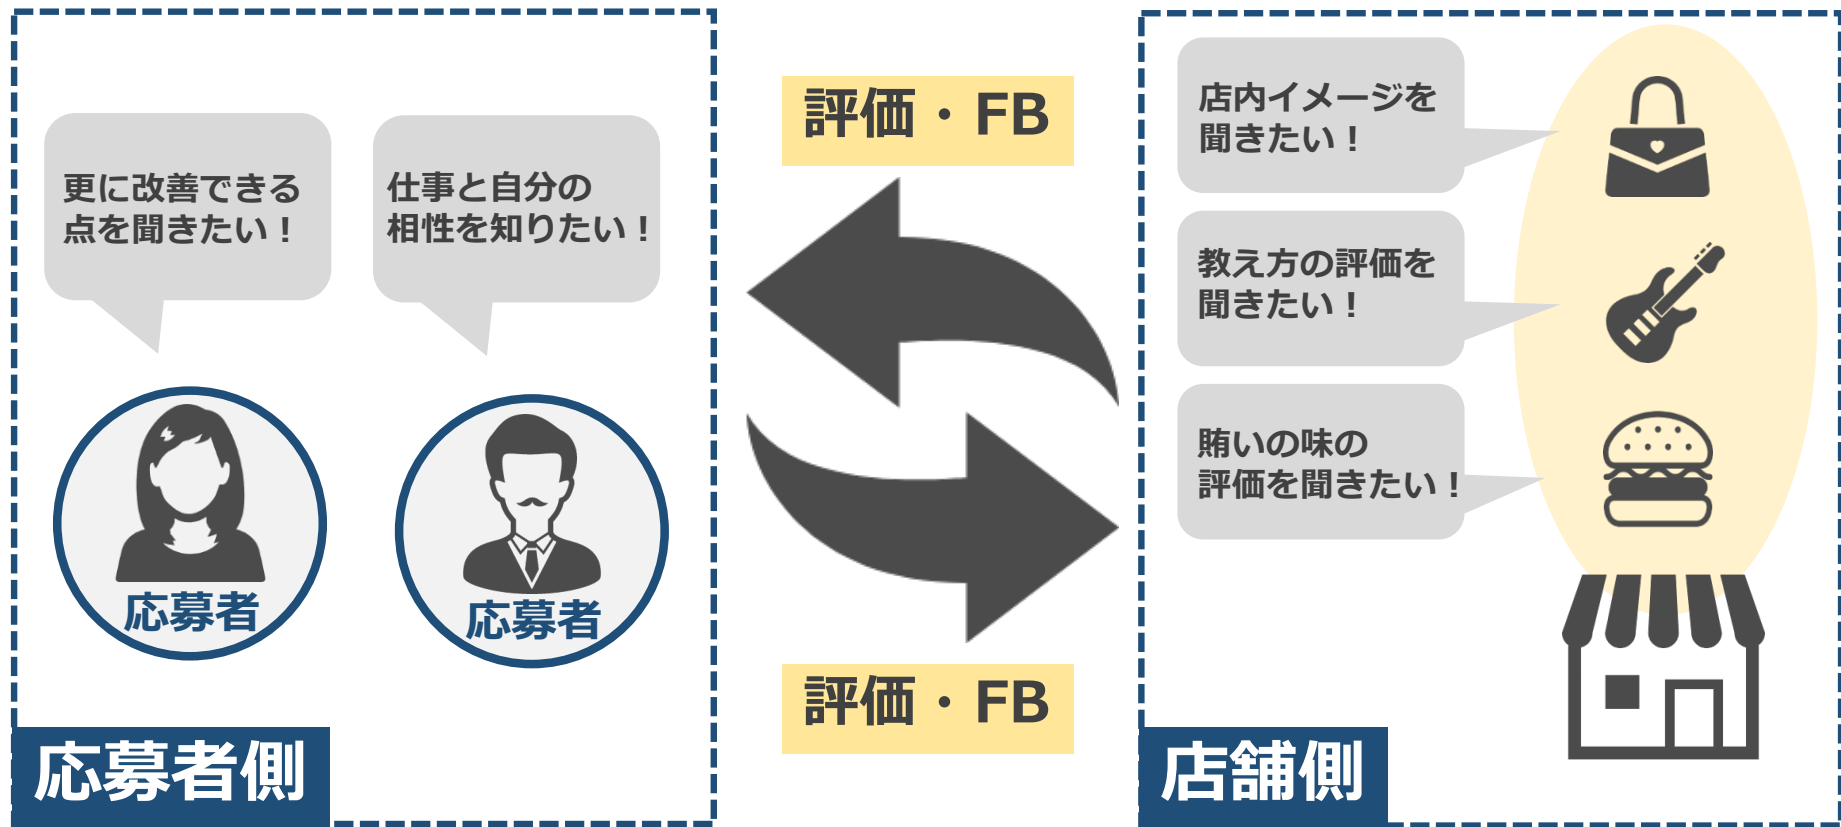 更に改善できる
点を聞きたい！
仕事と自分の
相性を知りたい！
応募者
応募者
応募者側
評価・FB
評価・FB
店内イメージを
聞きたい！
教え方の評価を
聞きたい！
賄いの味の
評価を聞きたい！
店舗側